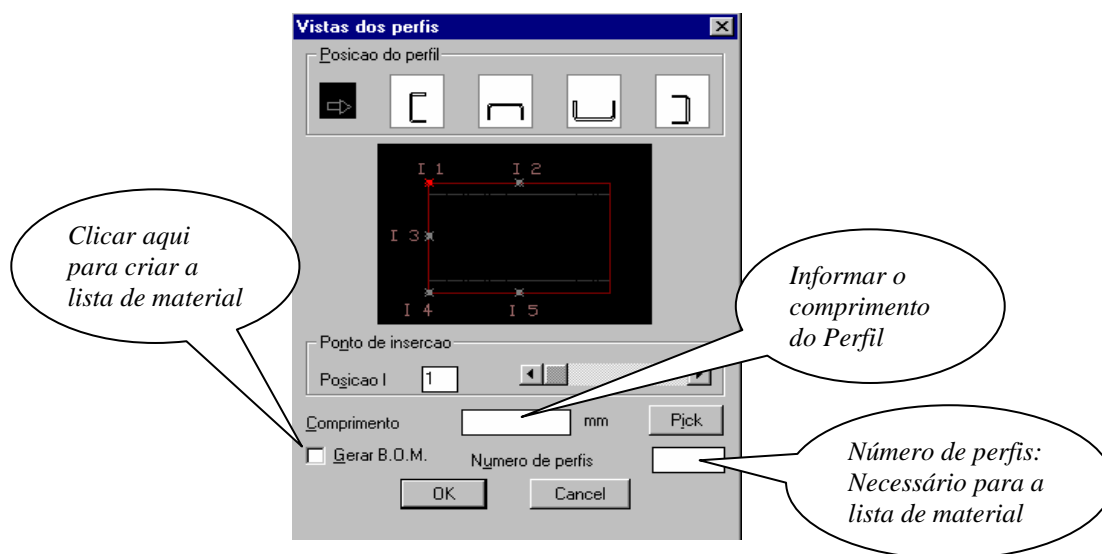 Vistas dos perfis
Posicao do perfil
I 1 I 2
I 3
I 4 I 5
Clicar aqui
para criar a
lista de material
Informar o
comprimento
do Perfil
Ponto de insercao
Posicao I 1
Comprimento mm Pick
Gerar B.O.M. Numero de perfis
OK Cancel
Número de perfis:
Necessário para a
lista de material